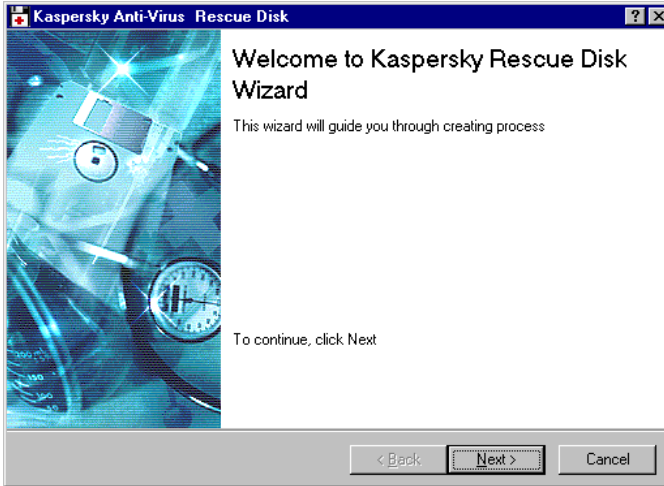 Kaspersky Anti-Virus Rescue Disk
Welcome to Kaspersky Rescue Disk
Wizard
This wizard will guide you through creating process
To continue, click Next
< Back Next > Cancel